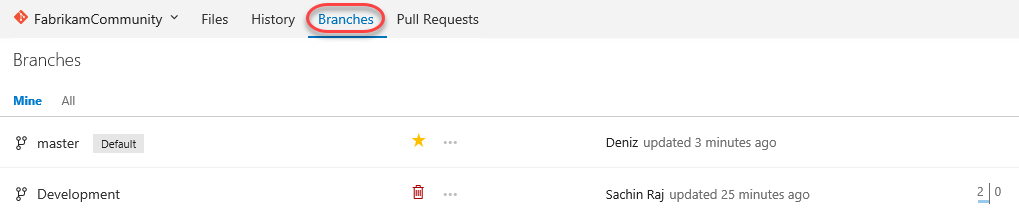 FabrikamCommunity Files History Branches Pull Requests
Branches
Mine All
master Default ... Deniz updated 3 minutes ago
Development ... Sachin Raj updated 25 minutes ago 2 0